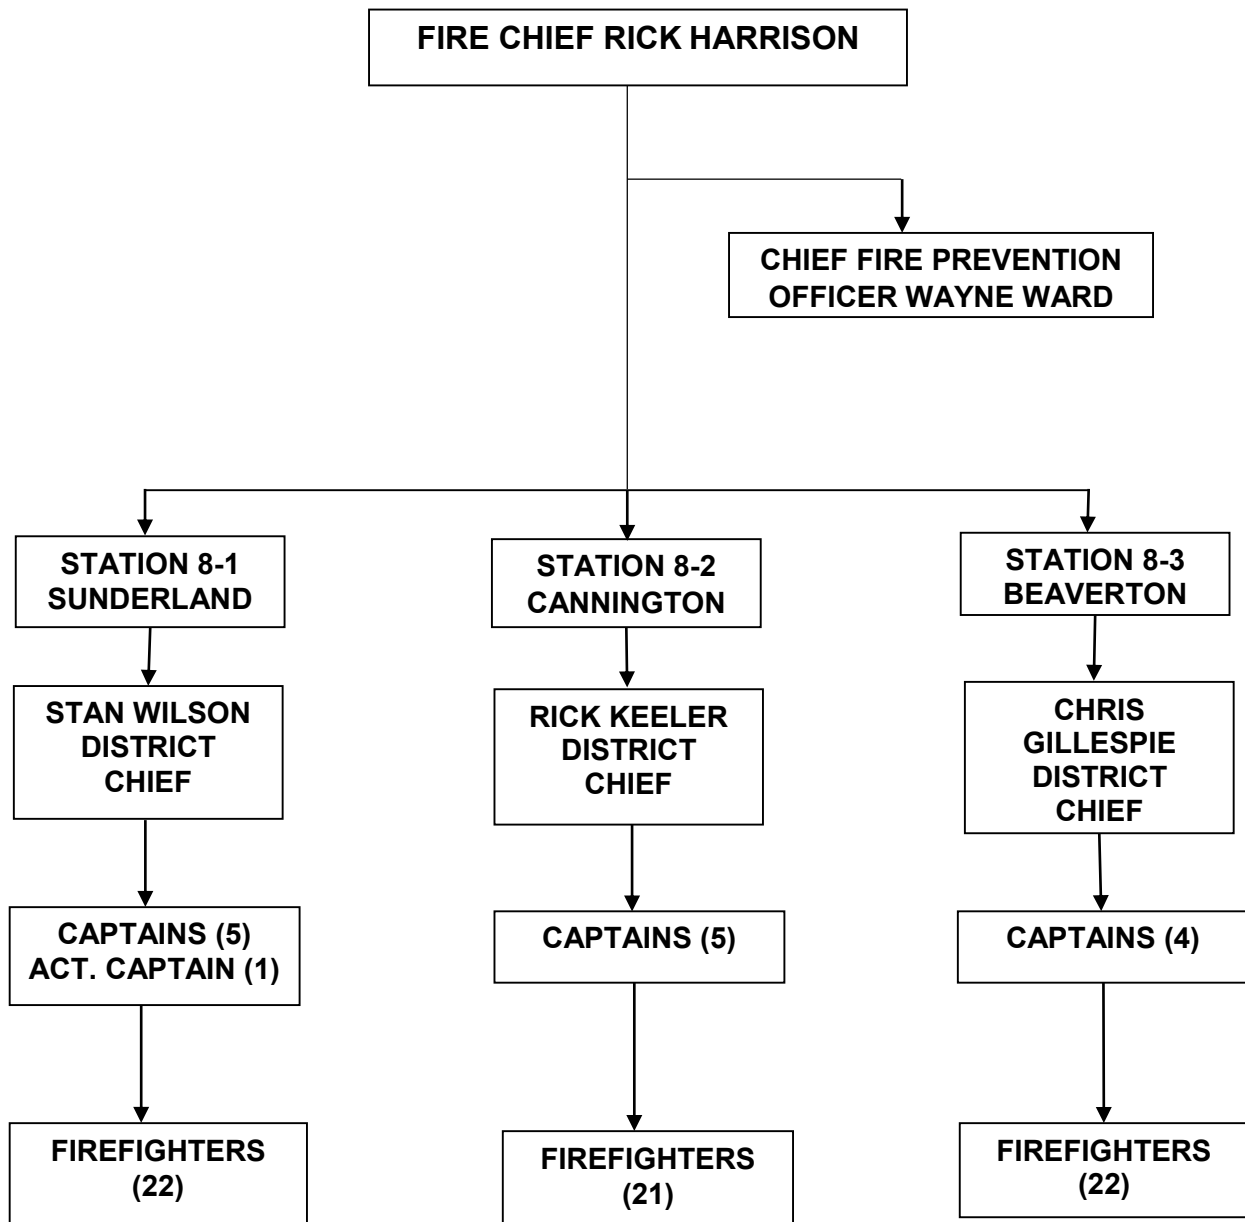 FIRE CHIEF RICK HARRISON
CHIEF FIRE PREVENTION
OFFICER WAYNE WARD
STATION 8-1
SUNDERLAND
STATION 8-2
CANNINGTON
STATION 8-3
BEAVERTON
STAN WILSON
DISTRICT
CHIEF
RICK KEELER
DISTRICT
CHIEF
CHRIS
GILLESPIE
DISTRICT
CHIEF
CAPTAINS (5)
ACT. CAPTAIN (1)
CAPTAINS (5)
CAPTAINS (4)
FIREFIGHTERS
(22)
FIREFIGHTERS
(21)
FIREFIGHTERS
(22)